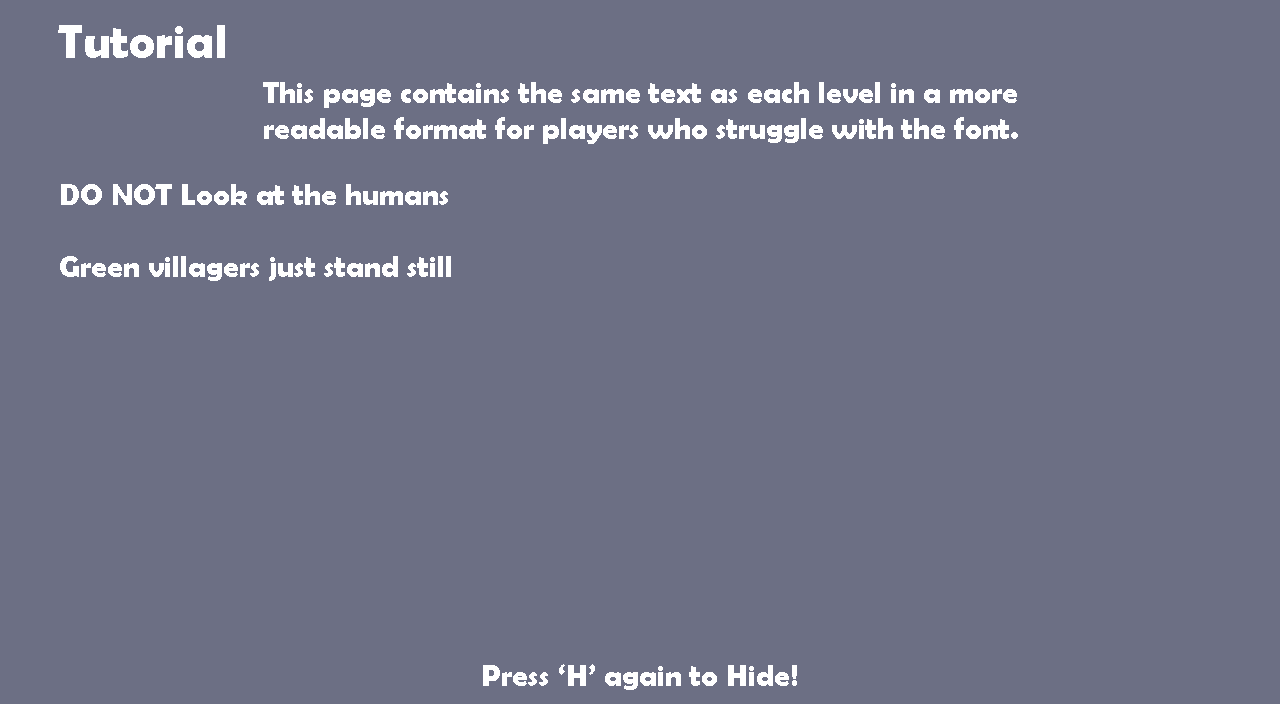 Tutorial
This page contains the same text as each level in a more
readable format for players who struggle with the font.
DO NOT Look at the humans
Green villagers just stand still
Press ‘H’ again to Hide!